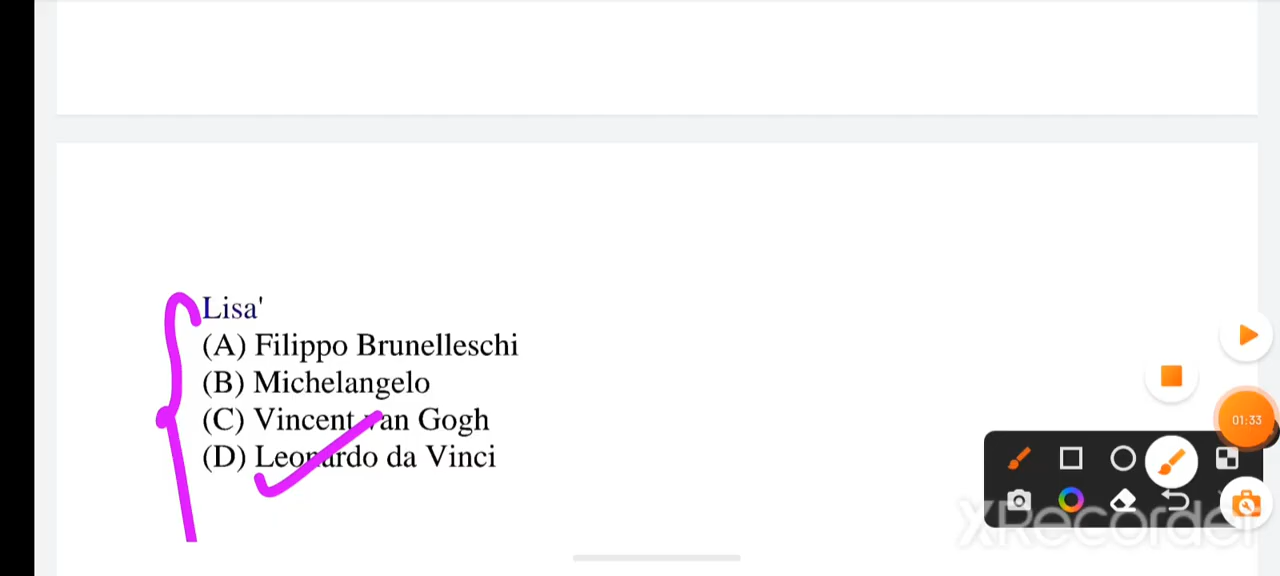 Lisa'
(A) Filippo Brunelleschi
(B) Michelangelo
(C) Vincent van Gogh
(D) Leonardo da Vinci
01:33
XRecorder